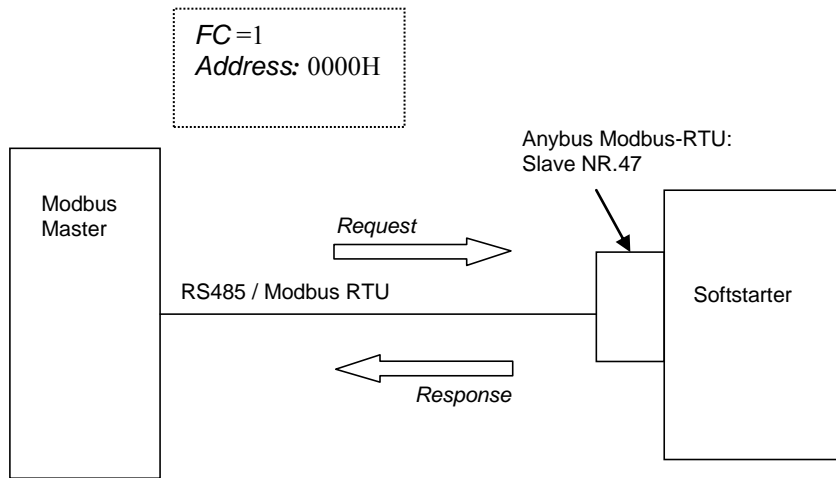 FC =1
Address: 0000H
Anybus Modbus-RTU:
Slave NR.47
Modbus
Master
Request
RS485 / Modbus RTU
Softstarter
Response